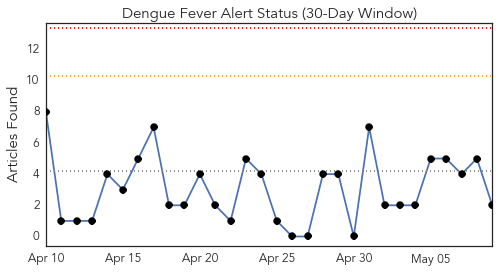 Dengue Fever Alert Status (30-Day Window)
Articles Found
12
10
8
6
4
2
0
Apr 10 Apr 15 Apr 20 Apr 25 Apr 30 May 05